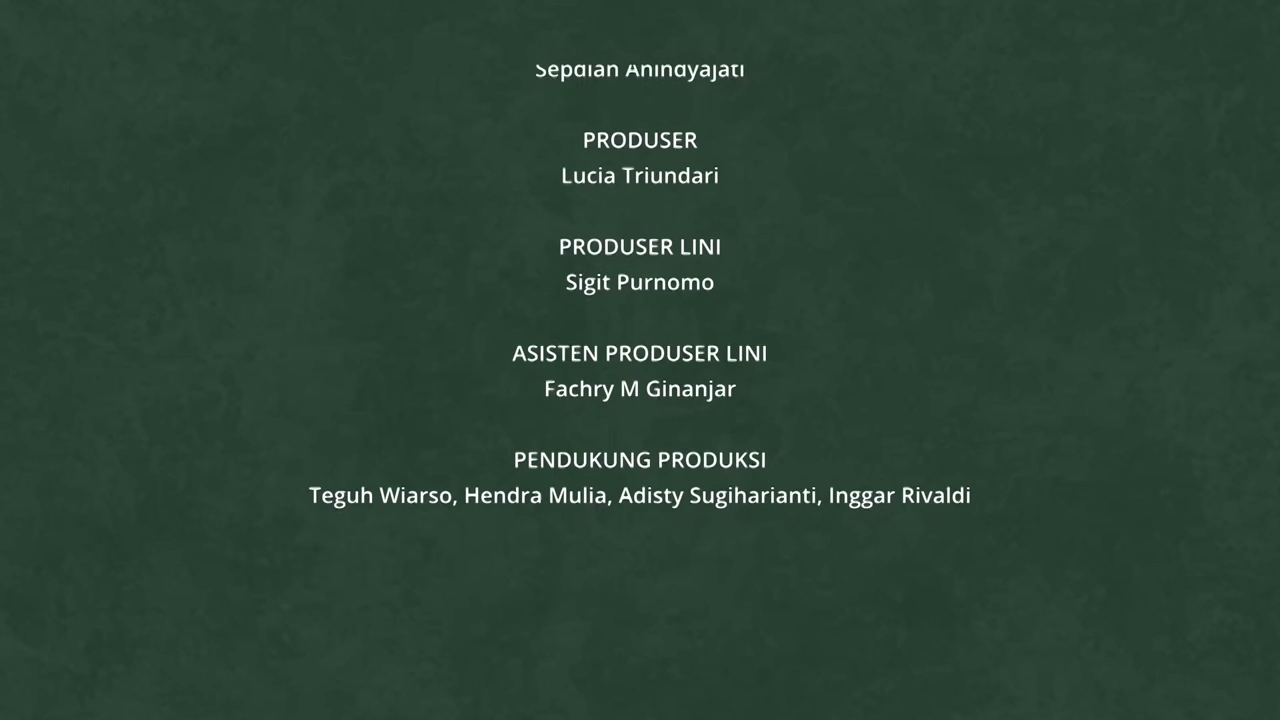 Anindyajati
PRODUSER
Lucia Triundari
PRODUSER LINI
Sigit Purnomo
ASISTEN PRODUSER LINI
Fachry M Ginanjar
PENDUKUNG PRODUKSI
Teguh Wiarso, Hendra Mulia, Adisty Sugiharianti, Inggar Rivaldi